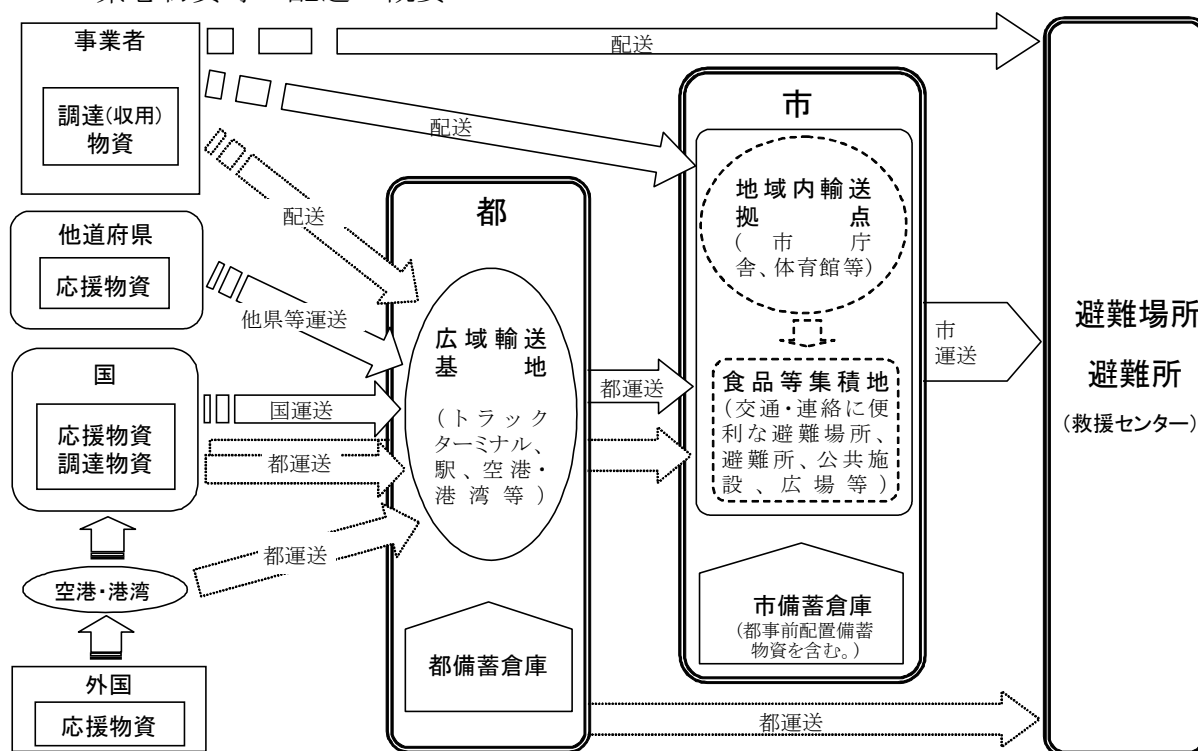 事業者
調達(収用)
物資
他道府県
応援物資
国
応援物資
調達物資
空港・港湾
外国
応援物資
配送
配送
配送
他県等運送
国運送
都運送
都運送
都
広域輸送
基地
(トラック
ターミナル、
駅、空港・
港湾等)
都備蓄倉庫
都運送
市
地域内輸送
拠点
(市庁
舎、体育館等)
食品等集積地
(交通・連絡に便
利な避難場所、
避難所、公共施
設、広場等)
市備蓄倉庫
(都事前配置備蓄
物資を含む。)
市
運送
都運送
避難場所
避難所
(救援センター)